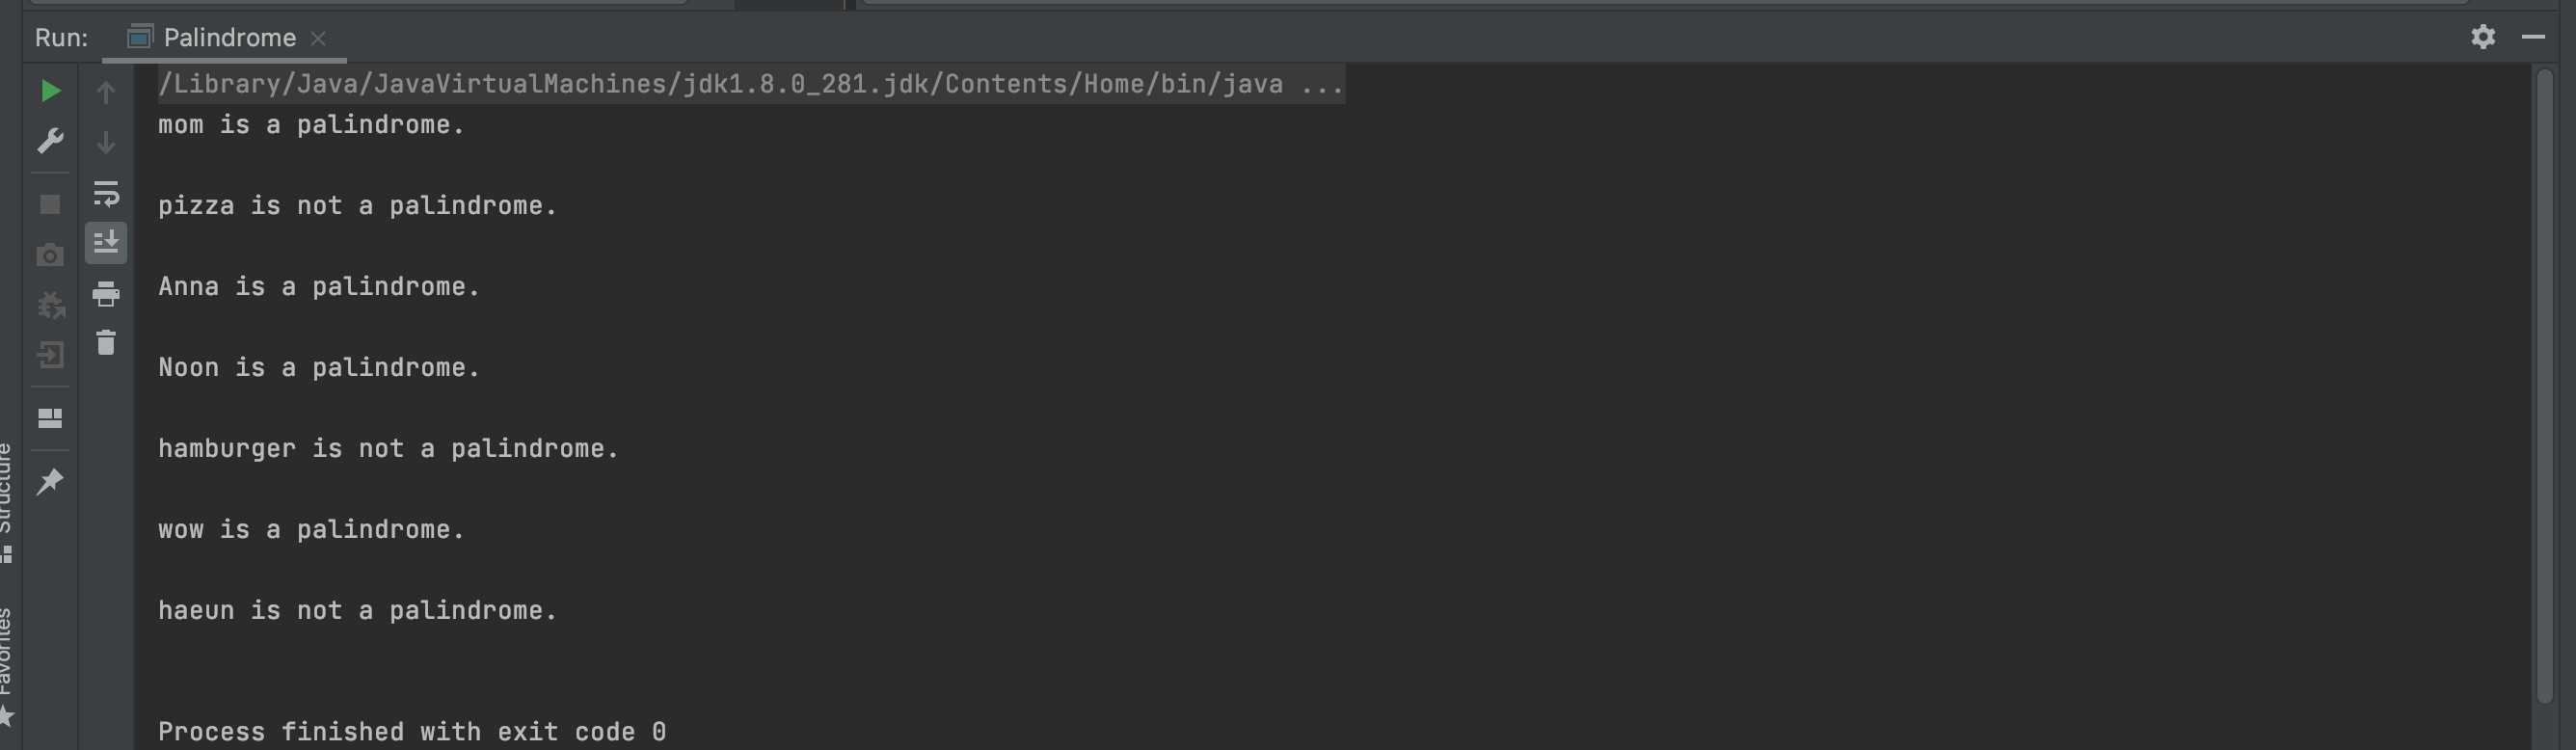 Run: Palindrome
/Library/Java/JavaVirtualMachines/jdk1.8.0_281.jdk/Contents/Home/bin/java ...
mom is a palindrome.
pizza is not a palindrome.
Anna is a palindrome.
Noon is a palindrome.
hamburger is not a palindrome.
wow is a palindrome.
haeun is not a palindrome.
Process finished with exit code 0
Structure
Favorites